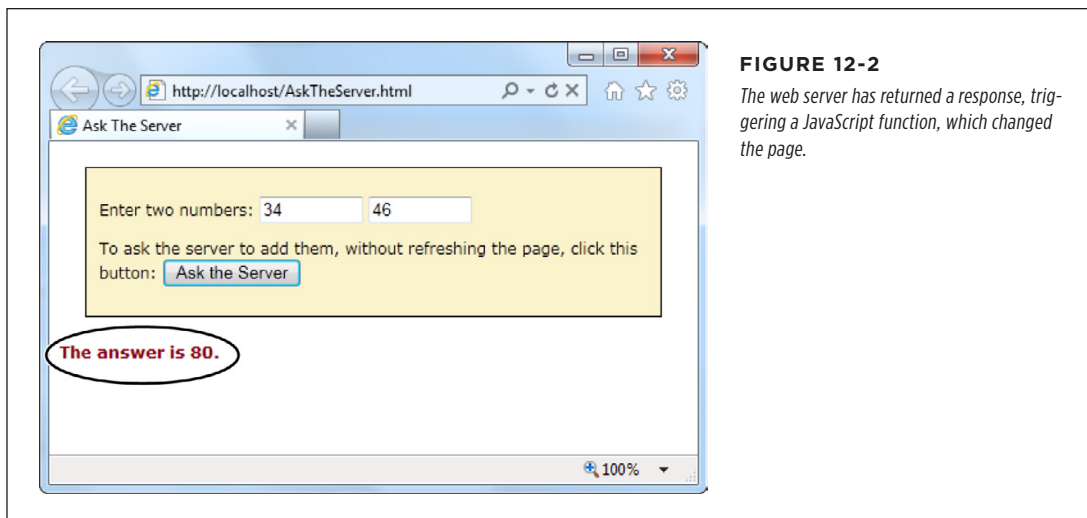 http://localhost/AskTheServer.html
Ask The Server
Enter two numbers: 34 46
To ask the server to add them, without refreshing the page, click this
button: Ask the Server
The answer is 80.
100%
FIGURE 12-2
The web server has returned a response, trig-
gering a JavaScript function, which changed
the page.